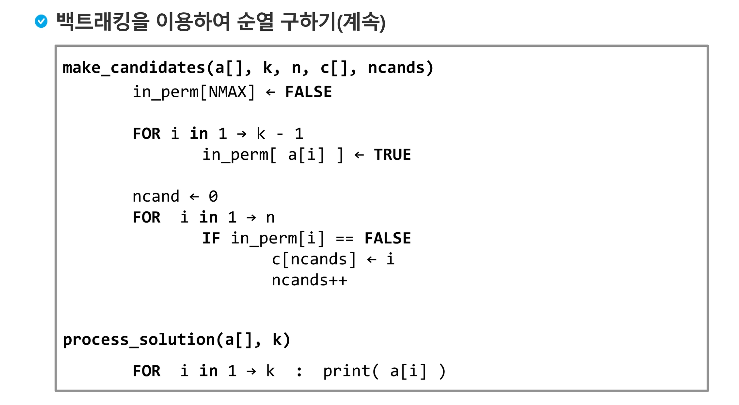 백트래킹을 이용하여 순열 구하기(계속)
make_candidates(a[], k, n, c[], ncands)
in_perm[NMAX] ← FALSE
FOR i in 1 → k - 1
in_perm[ a[i] ] ← TRUE
ncand ← 0
FOR i in 1 → n
IF in_perm[i] == FALSE
c[ncands] ← i
ncands++
process_solution(a[], k)
FOR i in 1 → k : print( a[i] )